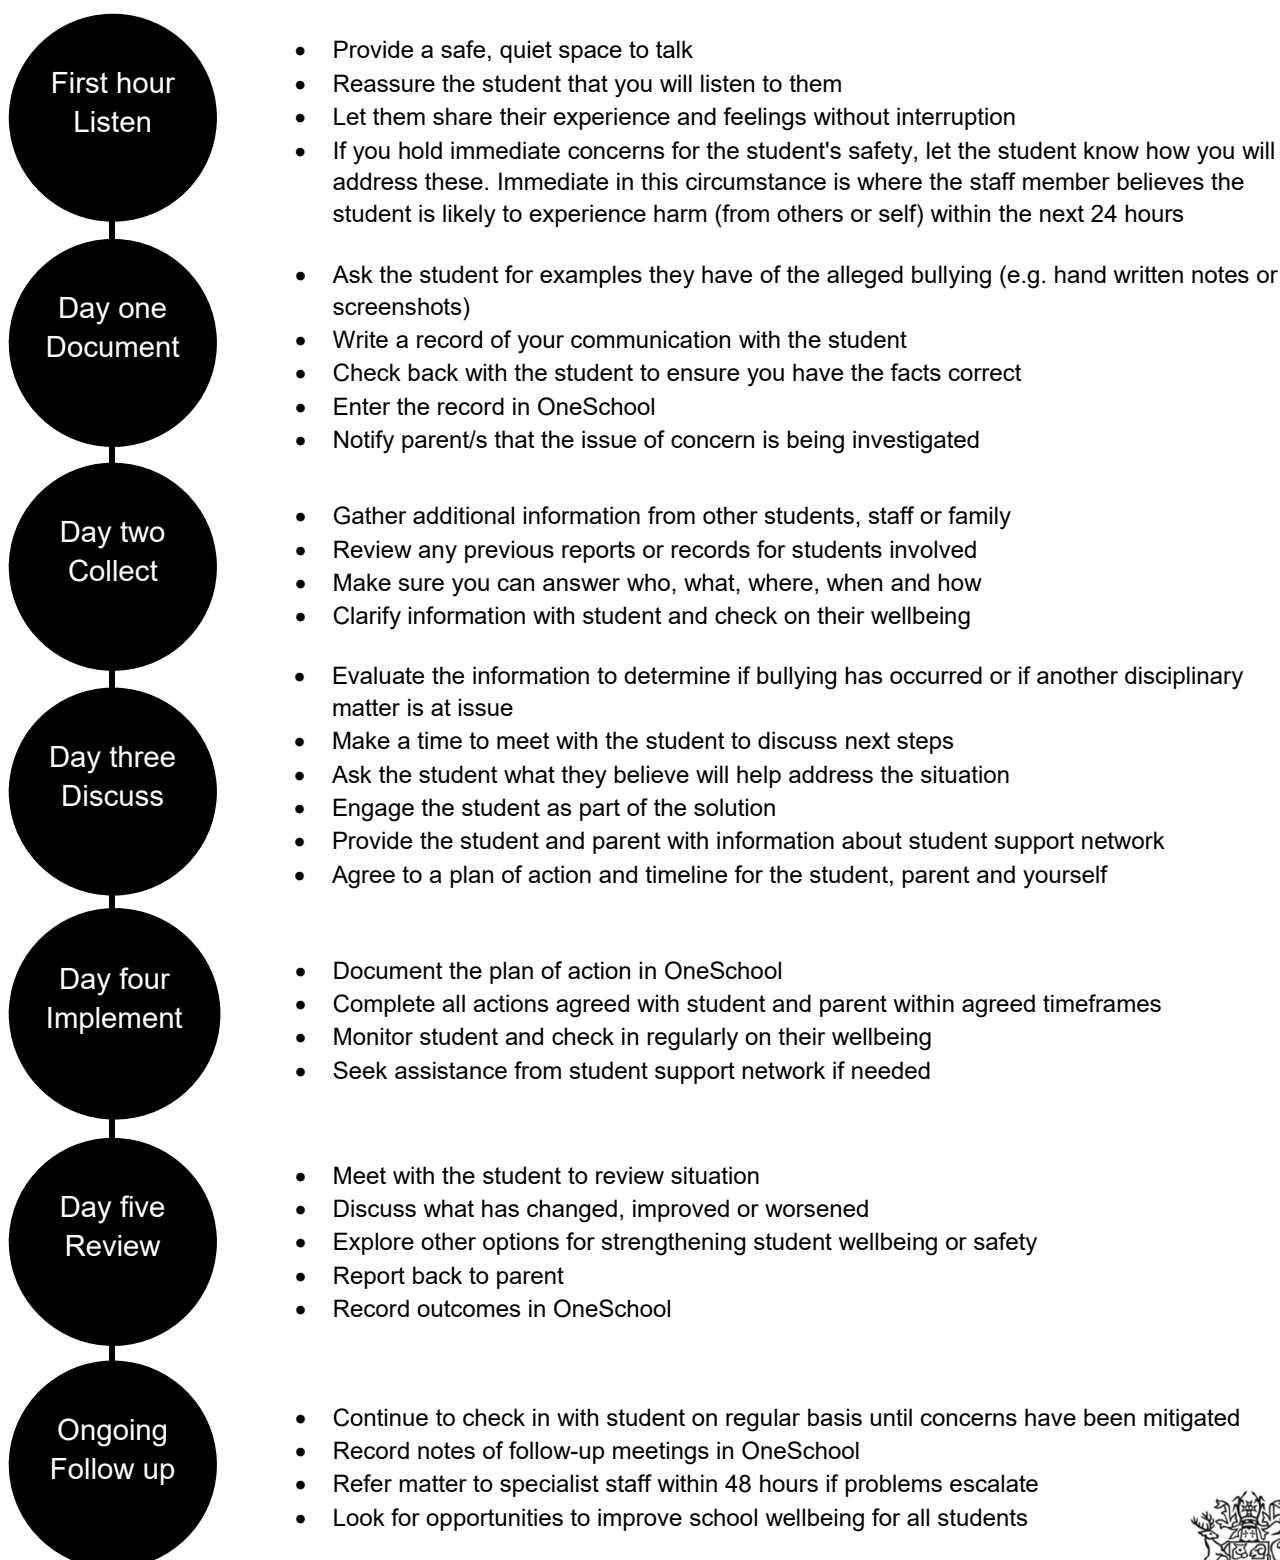 First hour
Listen
• Provide a safe, quiet space to talk
• Reassure the student that you will listen to them
• Let them share their experience and feelings without interruption
• If you hold immediate concerns for the student's safety, let the student know how you will
address these. Immediate in this circumstance is where the staff member believes the
student is likely to experience harm (from others or self) within the next 24 hours
Day one
Document
• Ask the student for examples they have of the alleged bullying (e.g. hand written notes or
screenshots)
• Write a record of your communication with the student
• Check back with the student to ensure you have the facts correct
• Enter the record in OneSchool
• Notify parent/s that the issue of concern is being investigated
Day two
Collect
• Gather additional information from other students, staff or family
• Review any previous reports or records for students involved
• Make sure you can answer who, what, where, when and how
• Clarify information with student and check on their wellbeing
Day three
Discuss
• Evaluate the information to determine if bullying has occurred or if another disciplinary
matter is at issue
• Make a time to meet with the student to discuss next steps
• Ask the student what they believe will help address the situation
• Engage the student as part of the solution
• Provide the student and parent with information about student support network
• Agree to a plan of action and timeline for the student, parent and yourself
Day four
Implement
• Document the plan of action in OneSchool
• Complete all actions agreed with student and parent within agreed timeframes
• Monitor student and check in regularly on their wellbeing
• Seek assistance from student support network if needed
Day five
Review
• Meet with the student to review situation
• Discuss what has changed, improved or worsened
• Explore other options for strengthening student wellbeing or safety
• Report back to parent
• Record outcomes in OneSchool
Ongoing
Follow up
• Continue to check in with student on regular basis until concerns have been mitigated
• Record notes of follow-up meetings in OneSchool
• Refer matter to specialist staff within 48 hours if problems escalate
• Look for opportunities to improve school wellbeing for all students